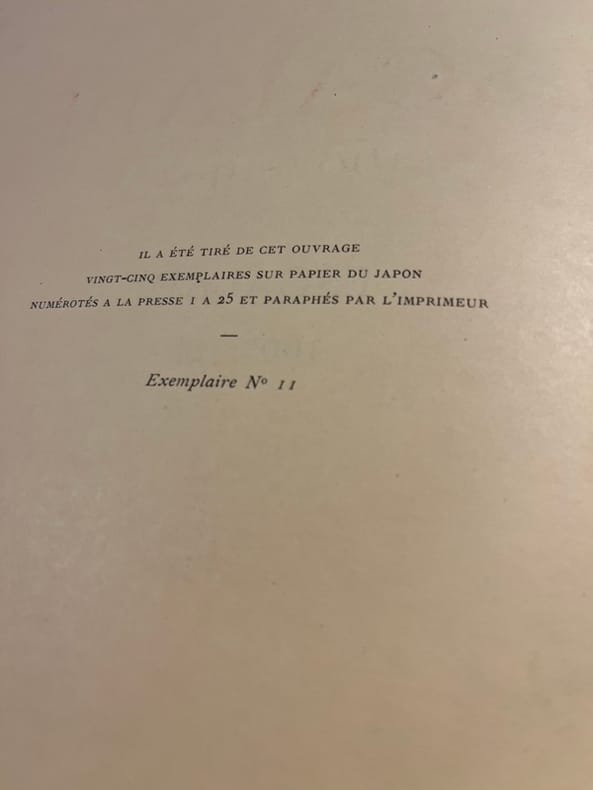 IL A ÉTÉ TIRÉ DE CET OUVRAGE
VINGT-CINQ EXEMPLAIRES SUR PAPIER DU JAPON
NUMÉROTÉS A LA PRESSE 1 A 25 ET PARAPHÉS PAR L'IMPRIMEUR
—
Exemplaire Nº 11